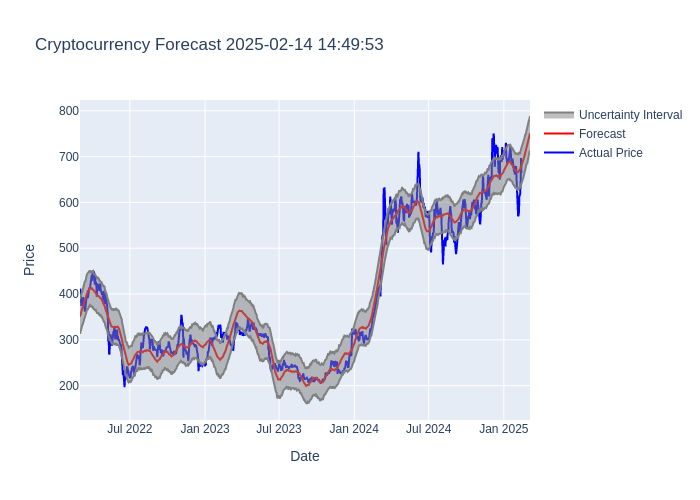 Cryptocurrency Forecast 2025-02-14 14:49:53
Uncertainty Interval
Forecast
Actual Price
Price
800
700
600
500
400
300
200
Jul 2022
Jan 2023
Jul 2023
Jan 2024
Jul 2024
Jan 2025
Date